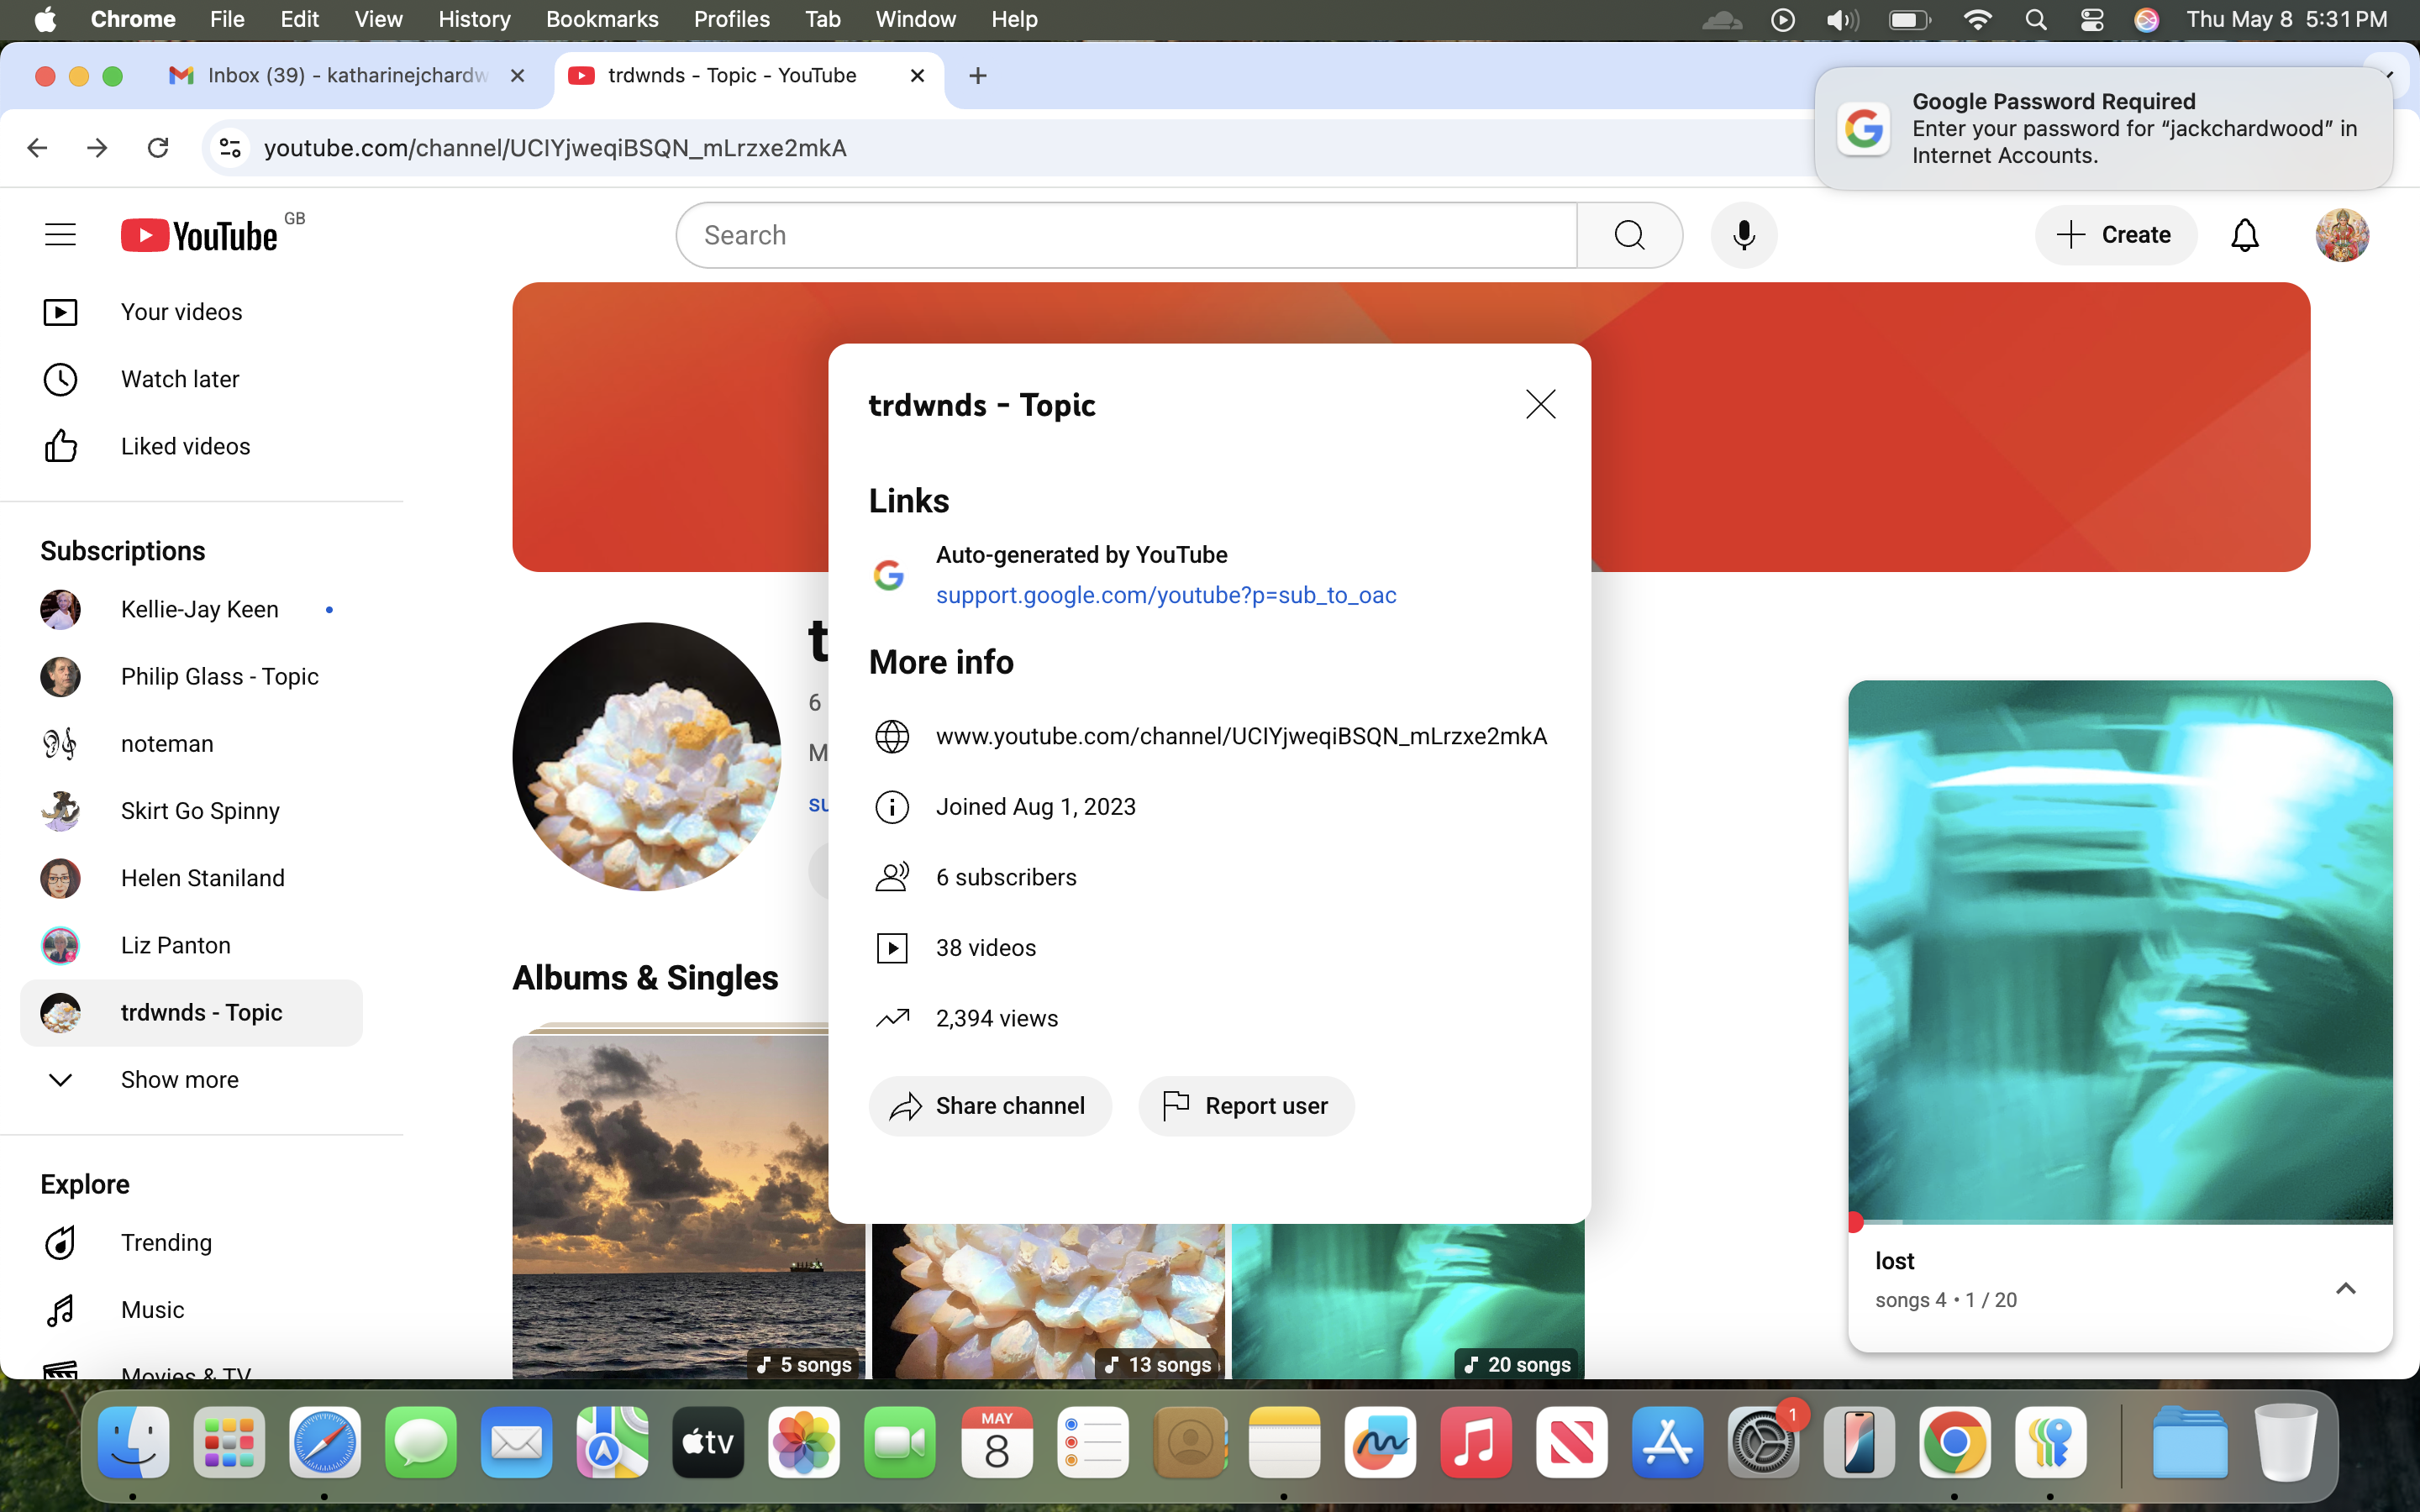 Chrome File Edit View History Bookmarks Profiles Tab Window Help
Thu May 8 5:31 PM
Inbox (39) - katharinejchardw
trdwnds - Topic - YouTube
youtube.com/channel/UCIYjweqiBSQN_mLrzxe2mkA
Google Password Required
Enter your password for “jackchardwood” in
Internet Accounts.
YouTube GB
Search
Create
Your videos
Watch later
Liked videos
Subscriptions
Kellie-Jay Keen
Philip Glass - Topic
noteman
Skirt Go Spinny
Helen Staniland
Liz Panton
trdwnds - Topic
Show more
Explore
Trending
Music
Movies & TV
t
6
M
su
Albums & Singles
5 songs
13 songs
20 songs
trdwnds - Topic
Links
Auto-generated by YouTube
support.google.com/youtube?p=sub_to_oac
More info
www.youtube.com/channel/UCIYjweqiBSQN_mLrzxe2mkA
Joined Aug 1, 2023
6 subscribers
38 videos
2,394 views
Share channel
Report user
lost
songs 4 • 1 / 20
tv
MAY
8
1